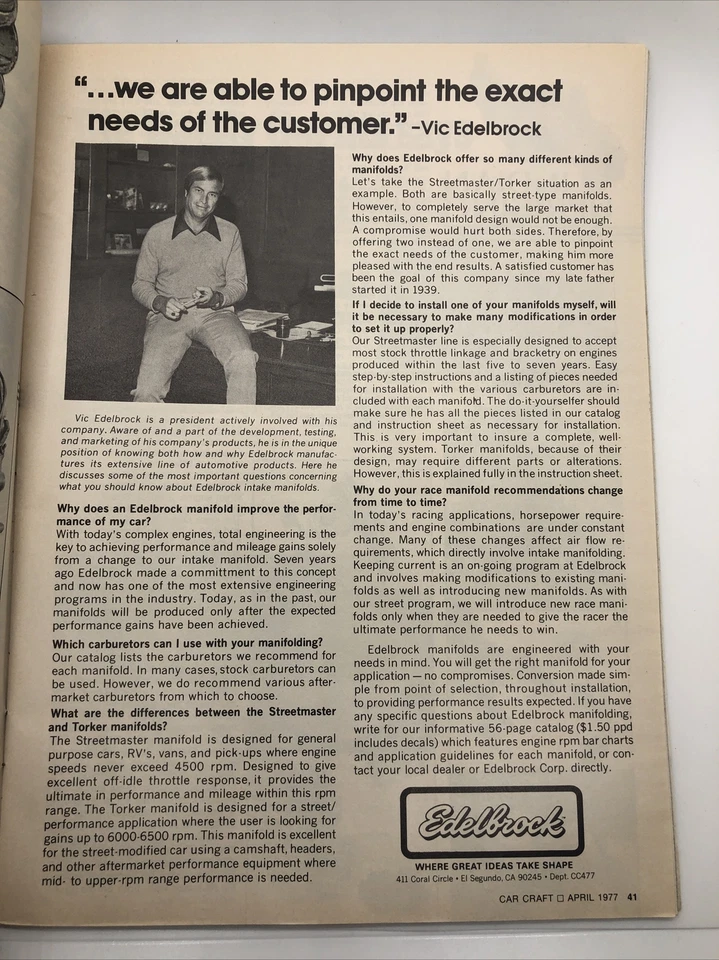 “...we are able to pinpoint the exact
needs of the customer.” –Vic Edelbrock
Vic Edelbrock is a president actively involved with his
company. Aware of and a part of the development, testing,
and marketing of his company's products, he is in the unique
position of knowing both how and why Edelbrock manufac-
tures its extensive line of automotive products. Here he
discusses some of the most important questions concerning
what you should know about Edelbrock intake manifolds.
Why does an Edelbrock manifold improve the perfor-
mance of my car?
With today's complex engines, total engineering is the
key to achieving performance and mileage gains solely
from a change to our intake manifold. Seven years
ago Edelbrock made a committment to this concept
and now has one of the most extensive engineering
programs in the industry. Today, as in the past, our
manifolds will be produced only after the expected
performance gains have been achieved.
Which carburetors can I use with your manifolding?
Our catalog lists the carburetors we recommend for
each manifold. In many cases, stock carburetors can
be used. However, we do recommend various after-
market carburetors from which to choose.
What are the differences between the Streetmaster
and Torker manifolds?
The Streetmaster manifold is designed for general
purpose cars, RV's, vans, and pick-ups where engine
speeds never exceed 4500 rpm. Designed to give
excellent off-idle throttle response, it provides the
ultimate in performance and mileage within this rpm
range. The Torker manifold is designed for a street/
performance application where the user is looking for
gains up to 6000-6500 rpm. This manifold is excellent
for the street-modified car using a camshaft, headers,
and other aftermarket performance equipment where
mid- to upper-rpm range performance is needed.
Why does Edelbrock offer so many different kinds of
manifolds?
Let's take the Streetmaster/Torker situation as an
example. Both are basically street-type manifolds.
However, to completely serve the large market that
this entails, one manifold design would not be enough.
A compromise would hurt both sides. Therefore, by
offering two instead of one, we are able to pinpoint
the exact needs of the customer, making him more
pleased with the end results. A satisfied customer has
been the goal of this company since my late father
started it in 1939.
If I decide to install one of your manifolds myself, will
it be necessary to make many modifications in order
to set it up properly?
Our Streetmaster line is especially designed to accept
most stock throttle linkage and bracketry on engines
produced within the last five to seven years. Easy
step-by-step instructions and a listing of pieces needed
for installation with the various carburetors are in-
cluded with each manifold. The do-it-yourselfer should
make sure he has all the pieces listed in our catalog
and instruction sheet as necessary for installation.
This is very important to insure a complete, well-
working system. Torker manifolds, because of their
design, may require different parts or alterations.
However, this is explained fully in the instruction sheet.
Why do your race manifold recommendations change
from time to time?
In today's racing applications, horsepower require-
ments and engine combinations are under constant
change. Many of these changes affect air flow re-
quirements, which directly involve intake manifolding.
Keeping current is an on-going program at Edelbrock
and involves making modifications to existing mani-
folds as well as introducing new manifolds. As with
our street program, we will introduce new race mani-
folds only when they are needed to give the racer the
ultimate performance he needs to win.
Edelbrock manifolds are engineered with your
needs in mind. You will get the right manifold for your
application — no compromises. Conversion made sim-
ple from point of selection, throughout installation,
to providing performance results expected. If you have
any specific questions about Edelbrock manifolding,
write for our informative 56-page catalog ($1.50 ppd
includes decals) which features engine rpm bar charts
and application guidelines for each manifold, or con-
tact your local dealer or Edelbrock Corp. directly.
Edelbrock
WHERE GREAT IDEAS TAKE SHAPE
411 Coral Circle • El Segundo, CA 90245 • Dept. CC477
CAR CRAFT □ APRIL 1977 41